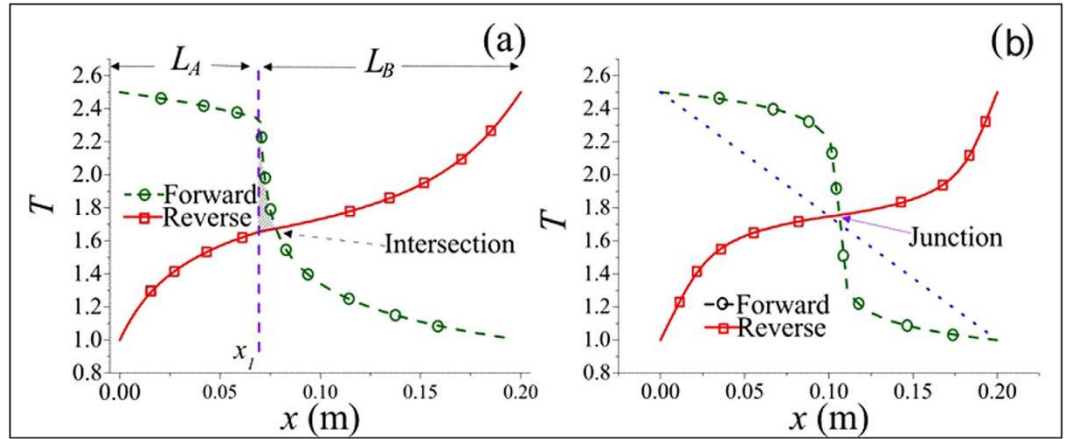 (a)
L_A
L_B
2.6
2.4
2.2
2.0
1.8
1.6
1.4
1.2
1.0
0.8
T
Forward
Reverse
Intersection
x_1
0.00
0.05
0.10
0.15
0.20
x (m)
(b)
2.6
2.4
2.2
2.0
1.8
1.6
1.4
1.2
1.0
0.8
T
Junction
Forward
Reverse
0.00
0.05
0.10
0.15
0.20
x (m)